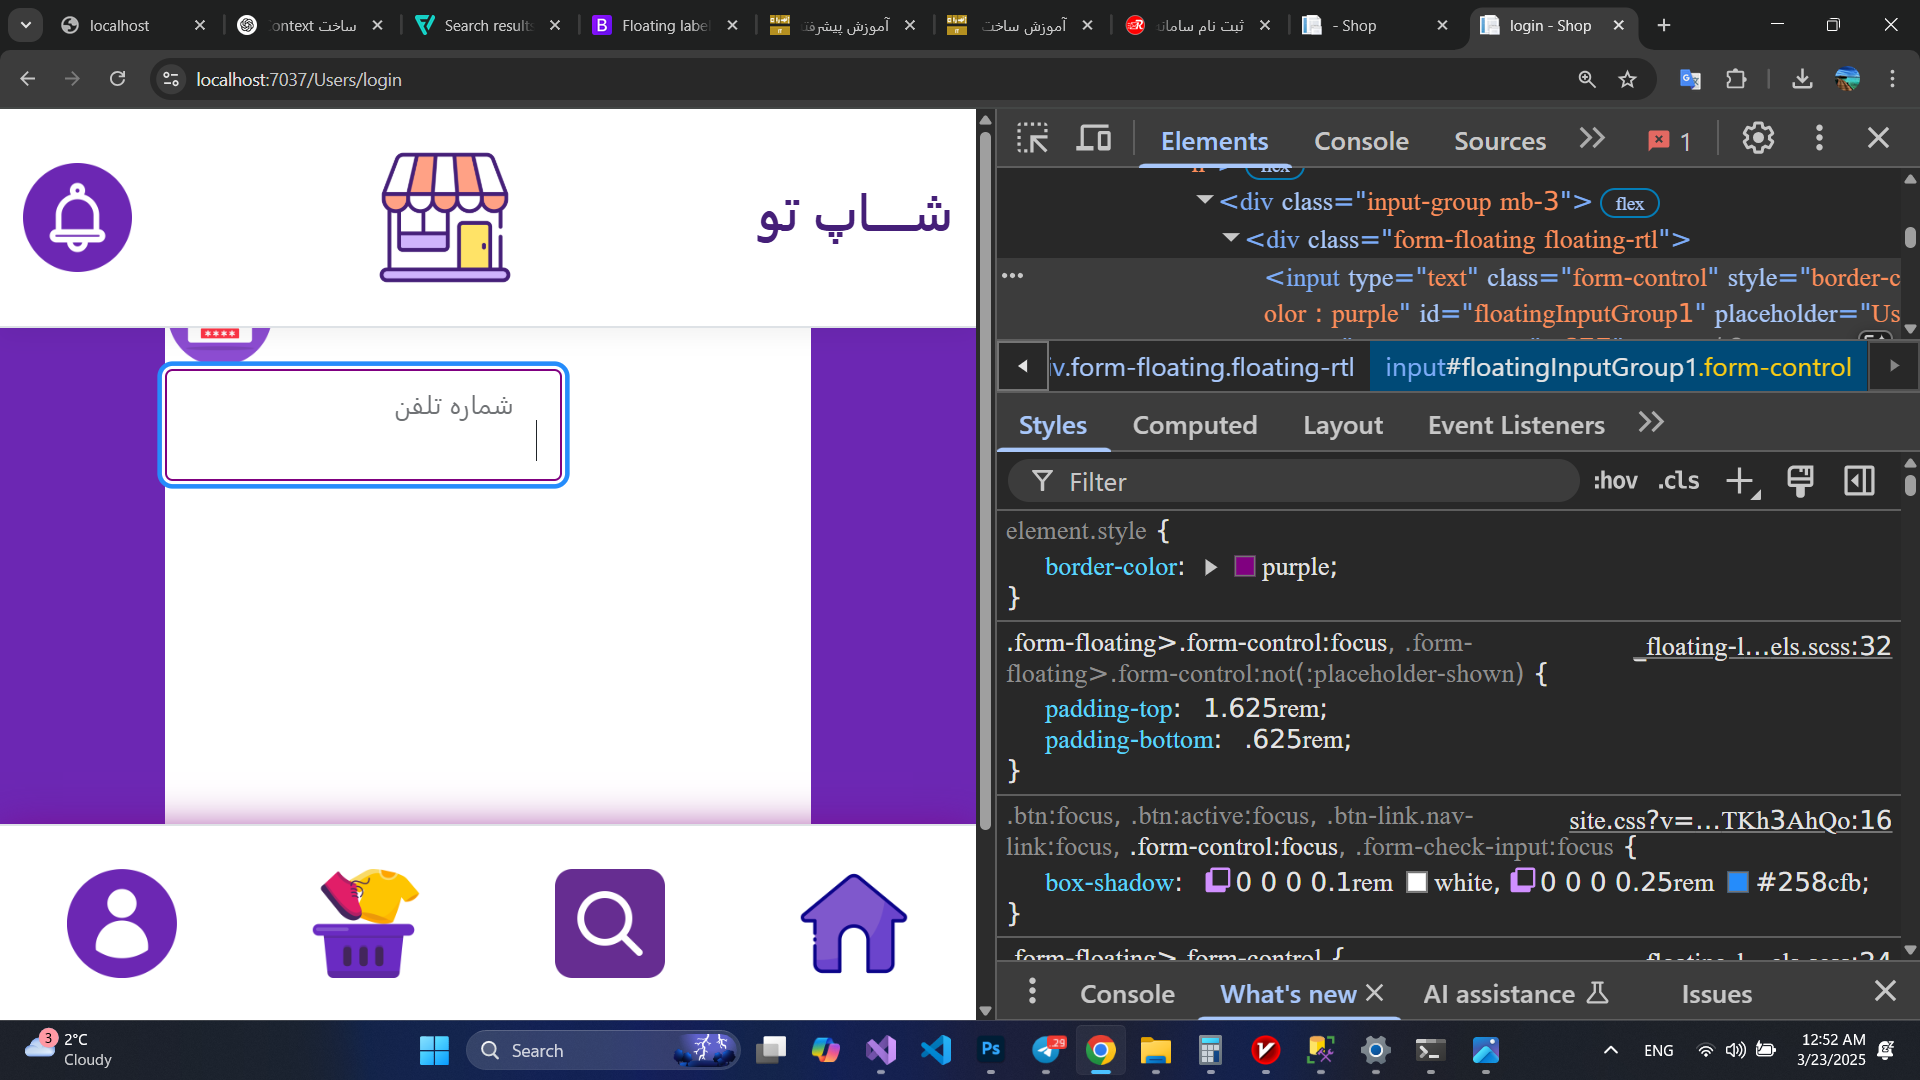 localhost
ساخت ontext
Search results
Floating label
آموزش پیشرفته
آموزش ساخت
ثبت نام سامانه
- Shop
login - Shop
localhost:7037/Users/login
شـــاپ تو
****
شماره تلفن
Elements
Console
Sources
1
flex
<div class="input-group mb-3">
flex
<div class="form-floating floating-rtl">
<input type="text" class="form-control" style="border-c
olor : purple" id="floatingInputGroup1" placeholder="Us
iv.form-floating.floating-rtl
input#floatingInputGroup1.form-control
Styles
Computed
Layout
Event Listeners
Filter
:hov
.cls
element.style {
border-color: purple;
}
.form-floating>.form-control:focus, .form-
_floating-l…els.scss:32
floating>.form-control:not(:placeholder-shown) {
padding-top: 1.625rem;
padding-bottom: .625rem;
}
.btn:focus, .btn:active:focus, .btn-link.nav-
site.css?v=…TKh3AhQo:16
link:focus, .form-control:focus, .form-check-input:focus {
box-shadow: 0 0 0 0.1rem white, 0 0 0 0.25rem #258cfb;
}
.form-floating>.form-control {
Console
What's new
AI assistance
Issues
3
2°C
Cloudy
Search
Ps
29
ENG
12:52 AM
3/23/2025